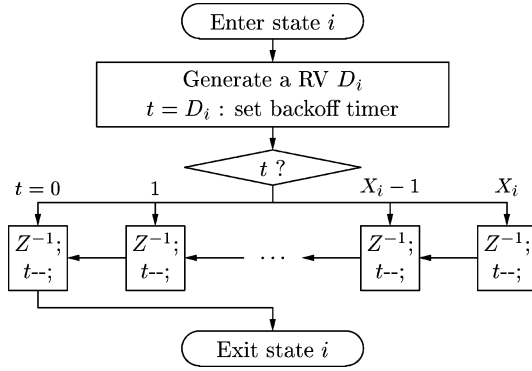 Enter state i
Generate a RV D_i
t = D_i : set backoff timer
t ?
t = 0
1
X_i − 1
X_i
Z^{−1};
t--;
Z^{−1};
t--;
...
Z^{−1};
t--;
Z^{−1};
t--;
Exit state i